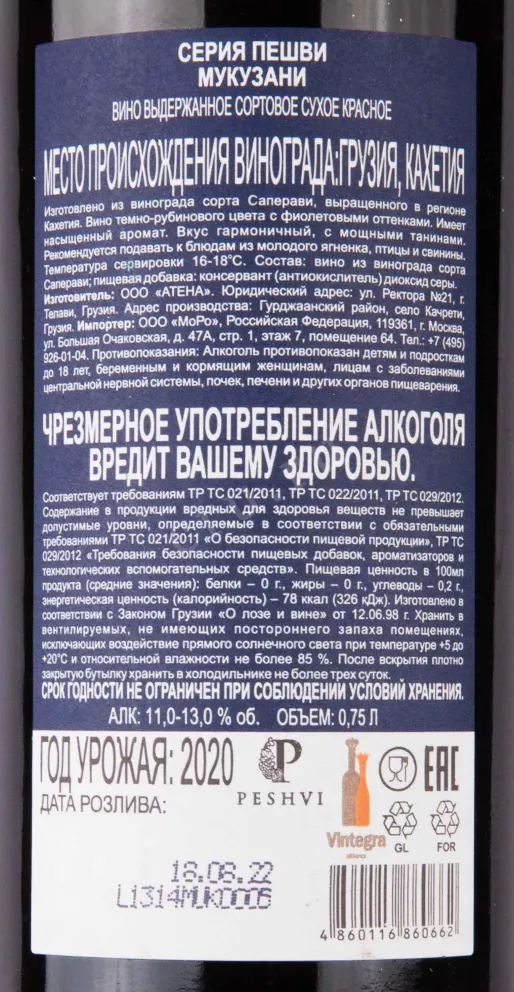 СЕРИЯ ПЕШВИ
МУКУЗАНИ
ВИНО ВЫДЕРЖАННОЕ СОРТОВОЕ СУХОЕ КРАСНОЕ
МЕСТО ПРОИСХОЖДЕНИЯ ВИНОГРАДА:ГРУЗИЯ, КАХЕТИЯ
Изготовлено из винограда сорта Саперави, выращенного в регионе
Кахетия. Вино темно-рубинового цвета с фиолетовыми оттенками. Имеет
насыщенный аромат. Вкус гармоничный, с мощными танинами.
Рекомендуется подавать к блюдам из молодого ягненка, птицы и свинины.
Температура сервировки 16-18°С. Состав: вино из винограда сорта
Саперави; пищевая добавка: консервант (антиокислитель) диоксид серы.
Изготовитель: ООО «АТЕНА». Юридический адрес: ул. Ректора №21, г.
Телави, Грузия. Адрес производства: Гурджаанский район, село Качрети,
Грузия. Импортер: ООО «МоРо», Российская Федерация, 119361, г. Москва,
ул. Большая Очаковская, д. 47А, стр. 1, этаж 7, помещение 64. Тел.: +7 (495)
926-01-04. Противопоказания: Алкоголь противопоказан детям и подросткам
до 18 лет, беременным и кормящим женщинам, лицам с заболеваниями
центральной нервной системы, почек, печени и других органов пищеварения.
ЧРЕЗМЕРНОЕ УПОТРЕБЛЕНИЕ АЛКОГОЛЯ
ВРЕДИТ ВАШЕМУ ЗДОРОВЬЮ.
Соответствует требованиям ТР ТС 021/2011, ТР ТС 022/2011, ТР ТС 029/2012.
Содержание в продукции вредных для здоровья веществ не превышает
допустимые уровни, определяемые в соответствии с обязательными
требованиями ТР ТС 021/2011 «О безопасности пищевой продукции», ТР ТС
029/2012 «Требования безопасности пищевых добавок, ароматизаторов и
технологических вспомогательных средств». Пищевая ценность в 100мл
продукта (средние значения): белки – 0 г., жиры – 0 г., углеводы – 0,2 г.,
энергетическая ценность (калорийность) – 78 ккал (326 кДж). Изготовлено в
соответствии с Законом Грузии «О лозе и вине» от 12.06.98 г. Хранить в
вентилируемых, не имеющих постороннего запаха помещениях,
исключающих воздействие прямого солнечного света при температуре +5 до
+20°С и относительной влажности не более 85 %. После вскрытия плотно
закрытую бутылку хранить в холодильнике не более трех суток.
СРОК ГОДНОСТИ НЕ ОГРАНИЧЕН ПРИ СОБЛЮДЕНИИ УСЛОВИЙ ХРАНЕНИЯ.
АЛК: 11,0-13,0 % об. ОБЪЕМ: 0,75 Л
ГОД УРОЖАЯ: 2020
ДАТА РОЗЛИВА:
P
PESHVI
Vintegra
alliance
EAC
GL
FOR
18.08.22
L1314MUK0006
4 860116 860662